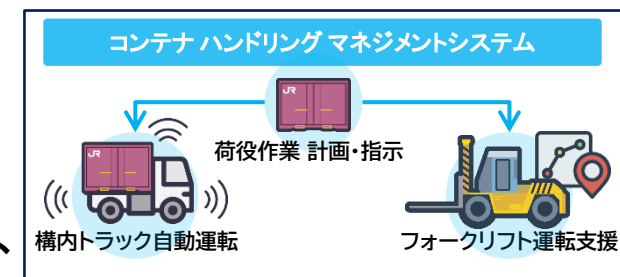 コンテナ ハンドリング マネジメントシステム
JR
荷役作業 計画・指示
JR
構内トラック自動運転
フォークリフト運転支援